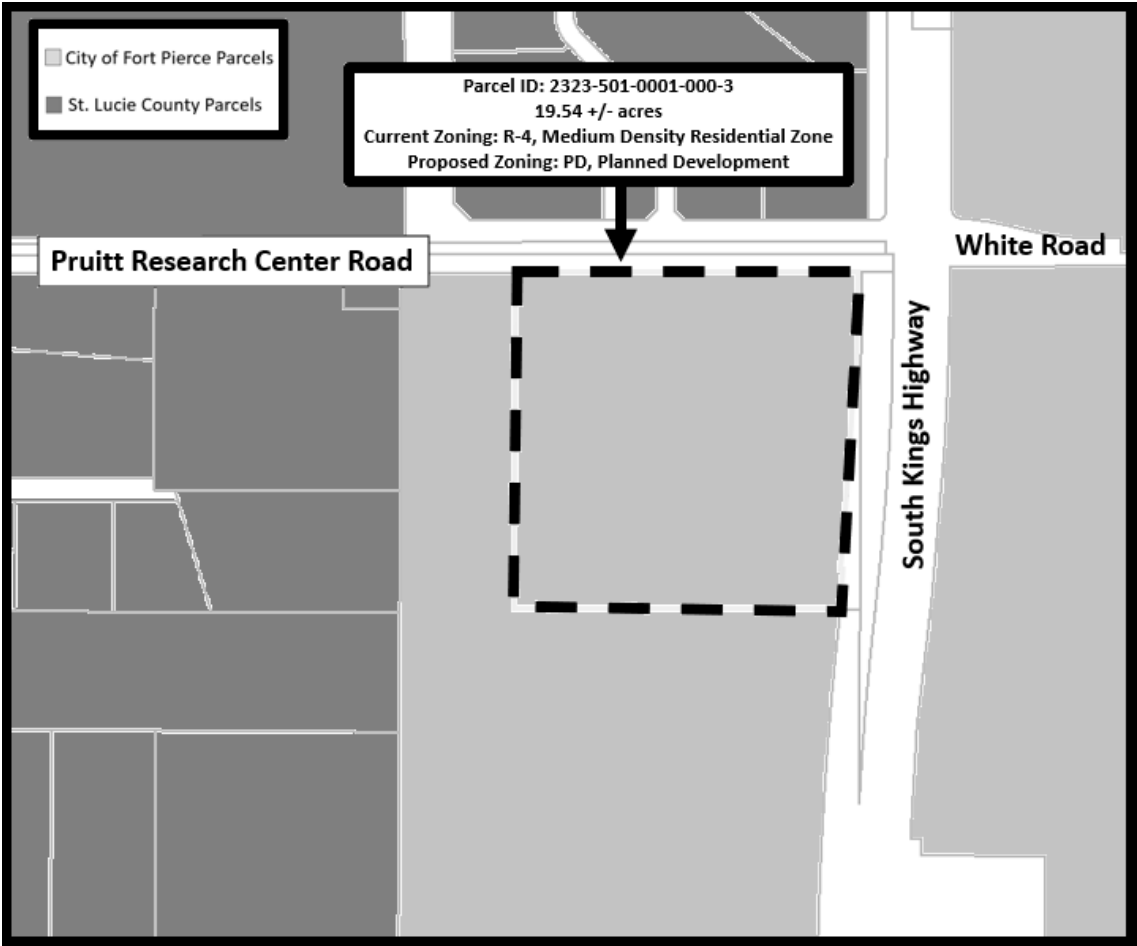 City of Fort Pierce Parcels
St. Lucie County Parcels
Parcel ID: 2323-501-0001-000-3
19.54 +/- acres
Current Zoning: R-4, Medium Density Residential Zone
Proposed Zoning: PD, Planned Development
Pruitt Research Center Road
White Road
South Kings Highway